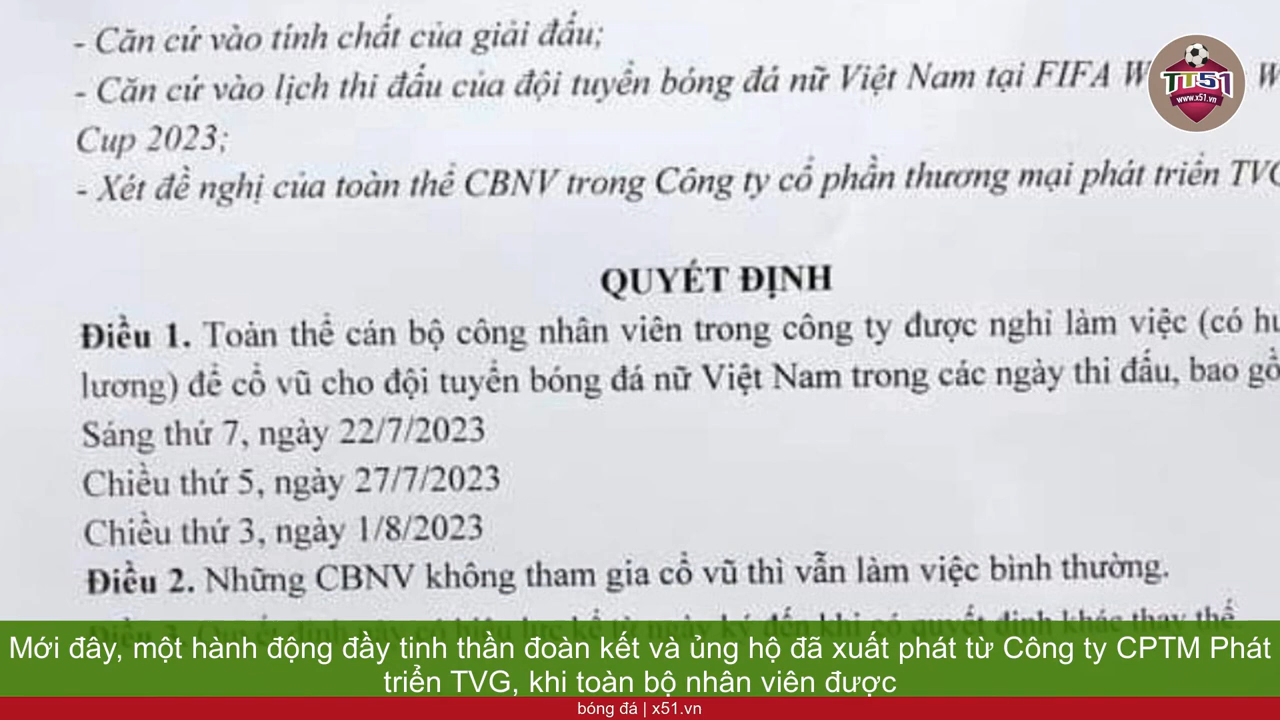 - Căn cứ vào tính chất của giải đấu;
- Căn cứ vào lịch thi đấu của đội tuyển bóng đá nữ Việt Nam tại FIFA W W
Cup 2023;
- Xét đề nghị của toàn thể CBNV trong Công ty cổ phần thương mại phát triển TVG
TT51
www.x51.vn
QUYẾT ĐỊNH
Điều 1. Toàn thể cán bộ công nhân viên trong công ty được nghỉ làm việc (có hư
lương) để cổ vũ cho đội tuyển bóng đá nữ Việt Nam trong các ngày thi đấu, bao gồ
Sáng thứ 7, ngày 22/7/2023
Chiều thứ 5, ngày 27/7/2023
Chiều thứ 3, ngày 1/8/2023
Điều 2. Những CBNV không tham gia cổ vũ thì vẫn làm việc bình thường.
Mới đây, một hành động đầy tinh thần đoàn kết và ủng hộ đã xuất phát từ Công ty CPTM Phát
triển TVG, khi toàn bộ nhân viên được
bóng đá | x51.vn